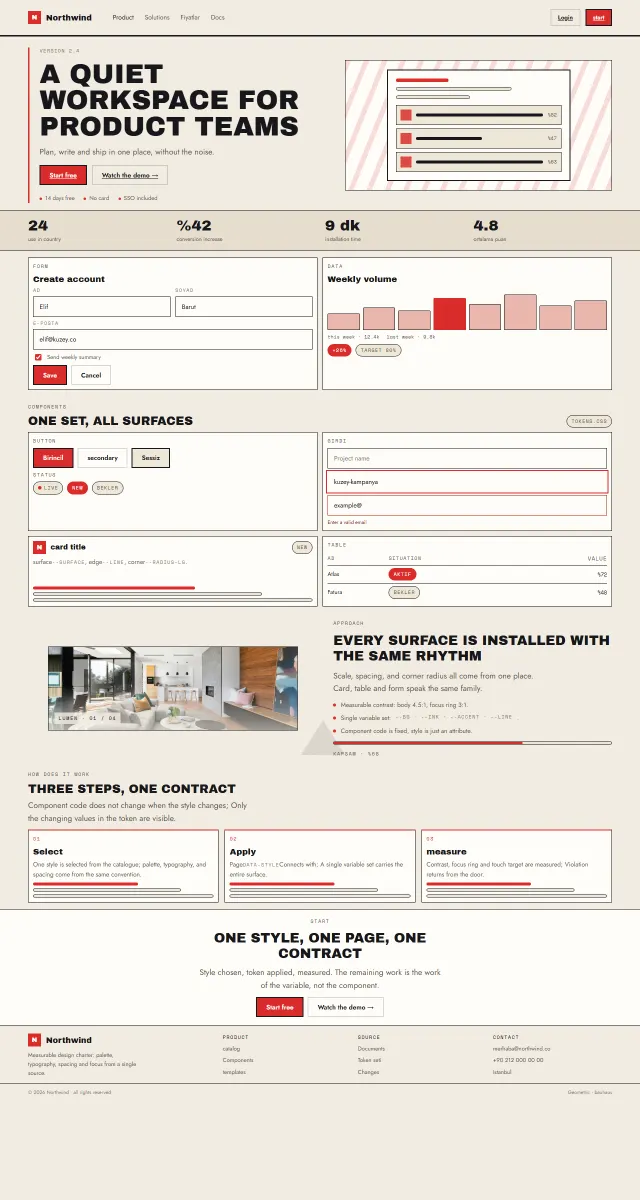 N Northwind Product Solutions Fiyatlar Docs Login start
VERSION 2.4
A QUIET
WORKSPACE FOR
PRODUCT TEAMS
Plan, write and ship in one place, without the noise.
Start free Watch the demo →
14 days free No card SSO included
%82
%47
%63
24 %42 9 dk 4.8
use in country conversion increase installation time ortalama puan
FORM
Create account
AD SOYAD
Elif Barut
E-POSTA
elif@kuzey.co
Send weekly summary
Save Cancel
DATA
Weekly volume
this week · 12.4k last week · 9.8k
+26% TARGET 90%
COMPONENTS
ONE SET, ALL SURFACES
TOKENS CSS
BUTTON
Birincil secondary Sessiz
STATUS
LIVE NEW BEKLER
GIRDI
Project name
kuzey-kampanya
example@
Enter a valid email
N card title NEW
surface--SURFACE, edge--LINE, corner--RADIUS-LG.
TABLE
AD SITUATION VALUE
Atlas AKTIF %72
Fatura BEKLER %40
LUMEN · 01 / 04
APPROACH
EVERY SURFACE IS INSTALLED WITH
THE SAME RHYTHM
Scale, spacing, and corner radius all come from one place.
Card, table and form speak the same family.
Measurable contrast: body 4.5:1, focus ring 3:1.
Single variable set: --BG · --INK · --ACCENT · --LINE
Component code is fixed, style is just an attribute.
KAPSAM · %68
HOW DOES IT WORK
THREE STEPS, ONE CONTRACT
Component code does not change when the style changes; Only
the changing values in the token are visible.
01
Select
One style is selected from the catalogue; palette, typography, and
spacing come from the same convention.
02
Apply
PageDATA-STYLEConnects with; A single variable set carries the
entire surface.
03
measure
Contrast, focus ring and touch target are measured; Violation
returns from the door.
START
ONE STYLE, ONE PAGE, ONE
CONTRACT
Style chosen, token applied, measured. The remaining work is the work
of the variable, not the component.
Start free Watch the demo →
N Northwind
Measurable design charter: palette,
typography, spacing and focus from a single
source.
PRODUCT
catalog
Components
templates
SOURCE
Documents
Token seti
Changes
CONTACT
merhaba@northwind.co
+90 212 000 00 00
Istanbul
© 2026 Northwind · all rights reserved
Geometric · bauhaus